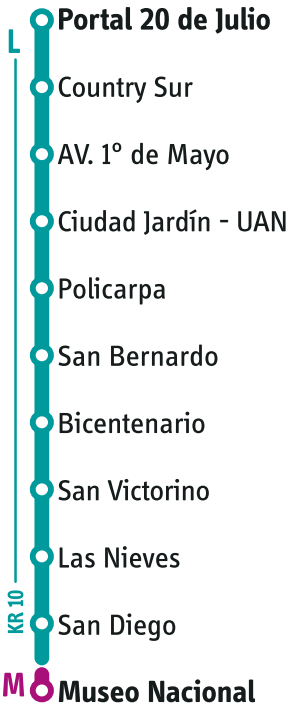 Portal 20 de Julio
L
Country Sur
AV. 1° de Mayo
Ciudad Jardín - UAN
Policarpa
San Bernardo
Bicentenario
San Victorino
Las Nieves
KR 10
San Diego
M
Museo Nacional